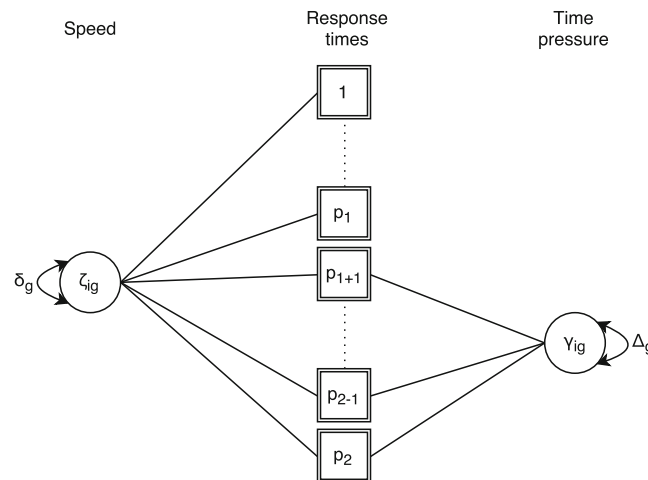 Speed
Response
times
Time
pressure
1
p₁
δg
ζig
p₁₊₁
γig
Δg
p₂₋₁
p₂